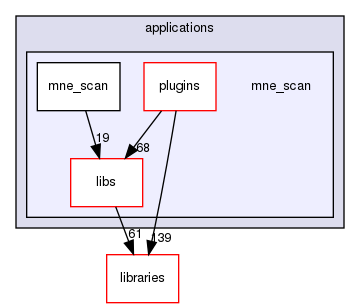 applications
mne_scan
plugins
mne_scan
19
68
libs
61
139
libraries